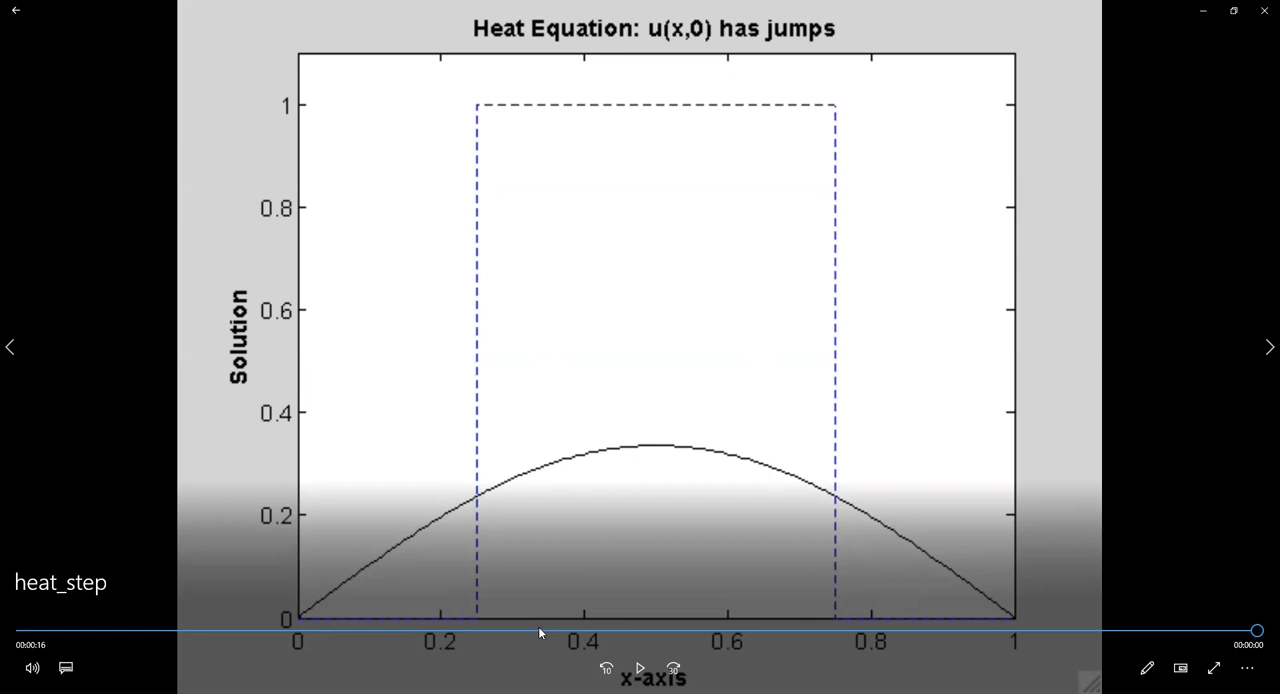 Heat Equation: u(x,0) has jumps
1
0.8
0.6
Solution
0.4
0.2
heat_step
0
0 0.2 0.4 0.6 0.8 1
00:00:16 00:00:00
10 30
x-axis